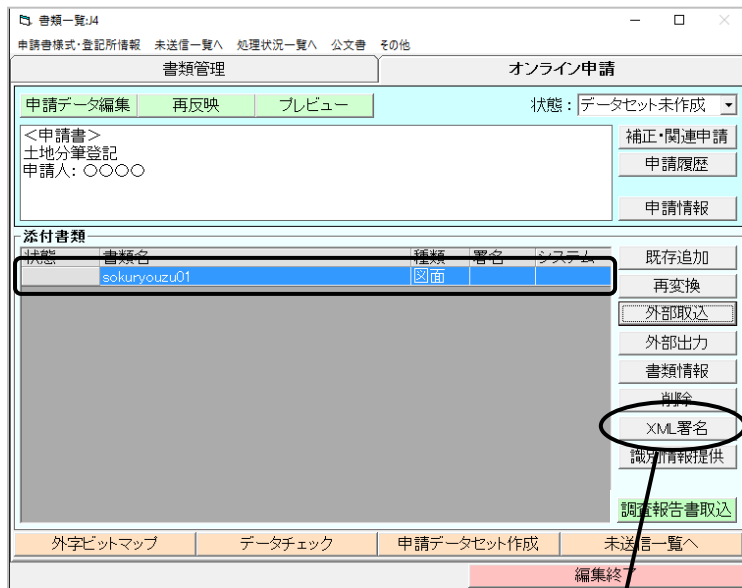 書類一覧:J4
申請書様式・登記所情報 未送信一覧へ 処理状況一覧へ 公文書 その他
書類管理 オンライン申請
申請データ編集 再反映 プレビュー 状態：データセット未作成
<申請書>
土地分筆登記
申請人：○○○○
補正・関連申請
申請履歴
申請情報
添付書類
状態 書類名 種類 署名 システム
sokuryouzu01 図面
既存追加
再変換
外部取込
外部出力
書類情報
削除
XML署名
識別情報提供
調査報告書取込
外字ビットマップ データチェック 申請データセット作成 未送信一覧へ
編集終了